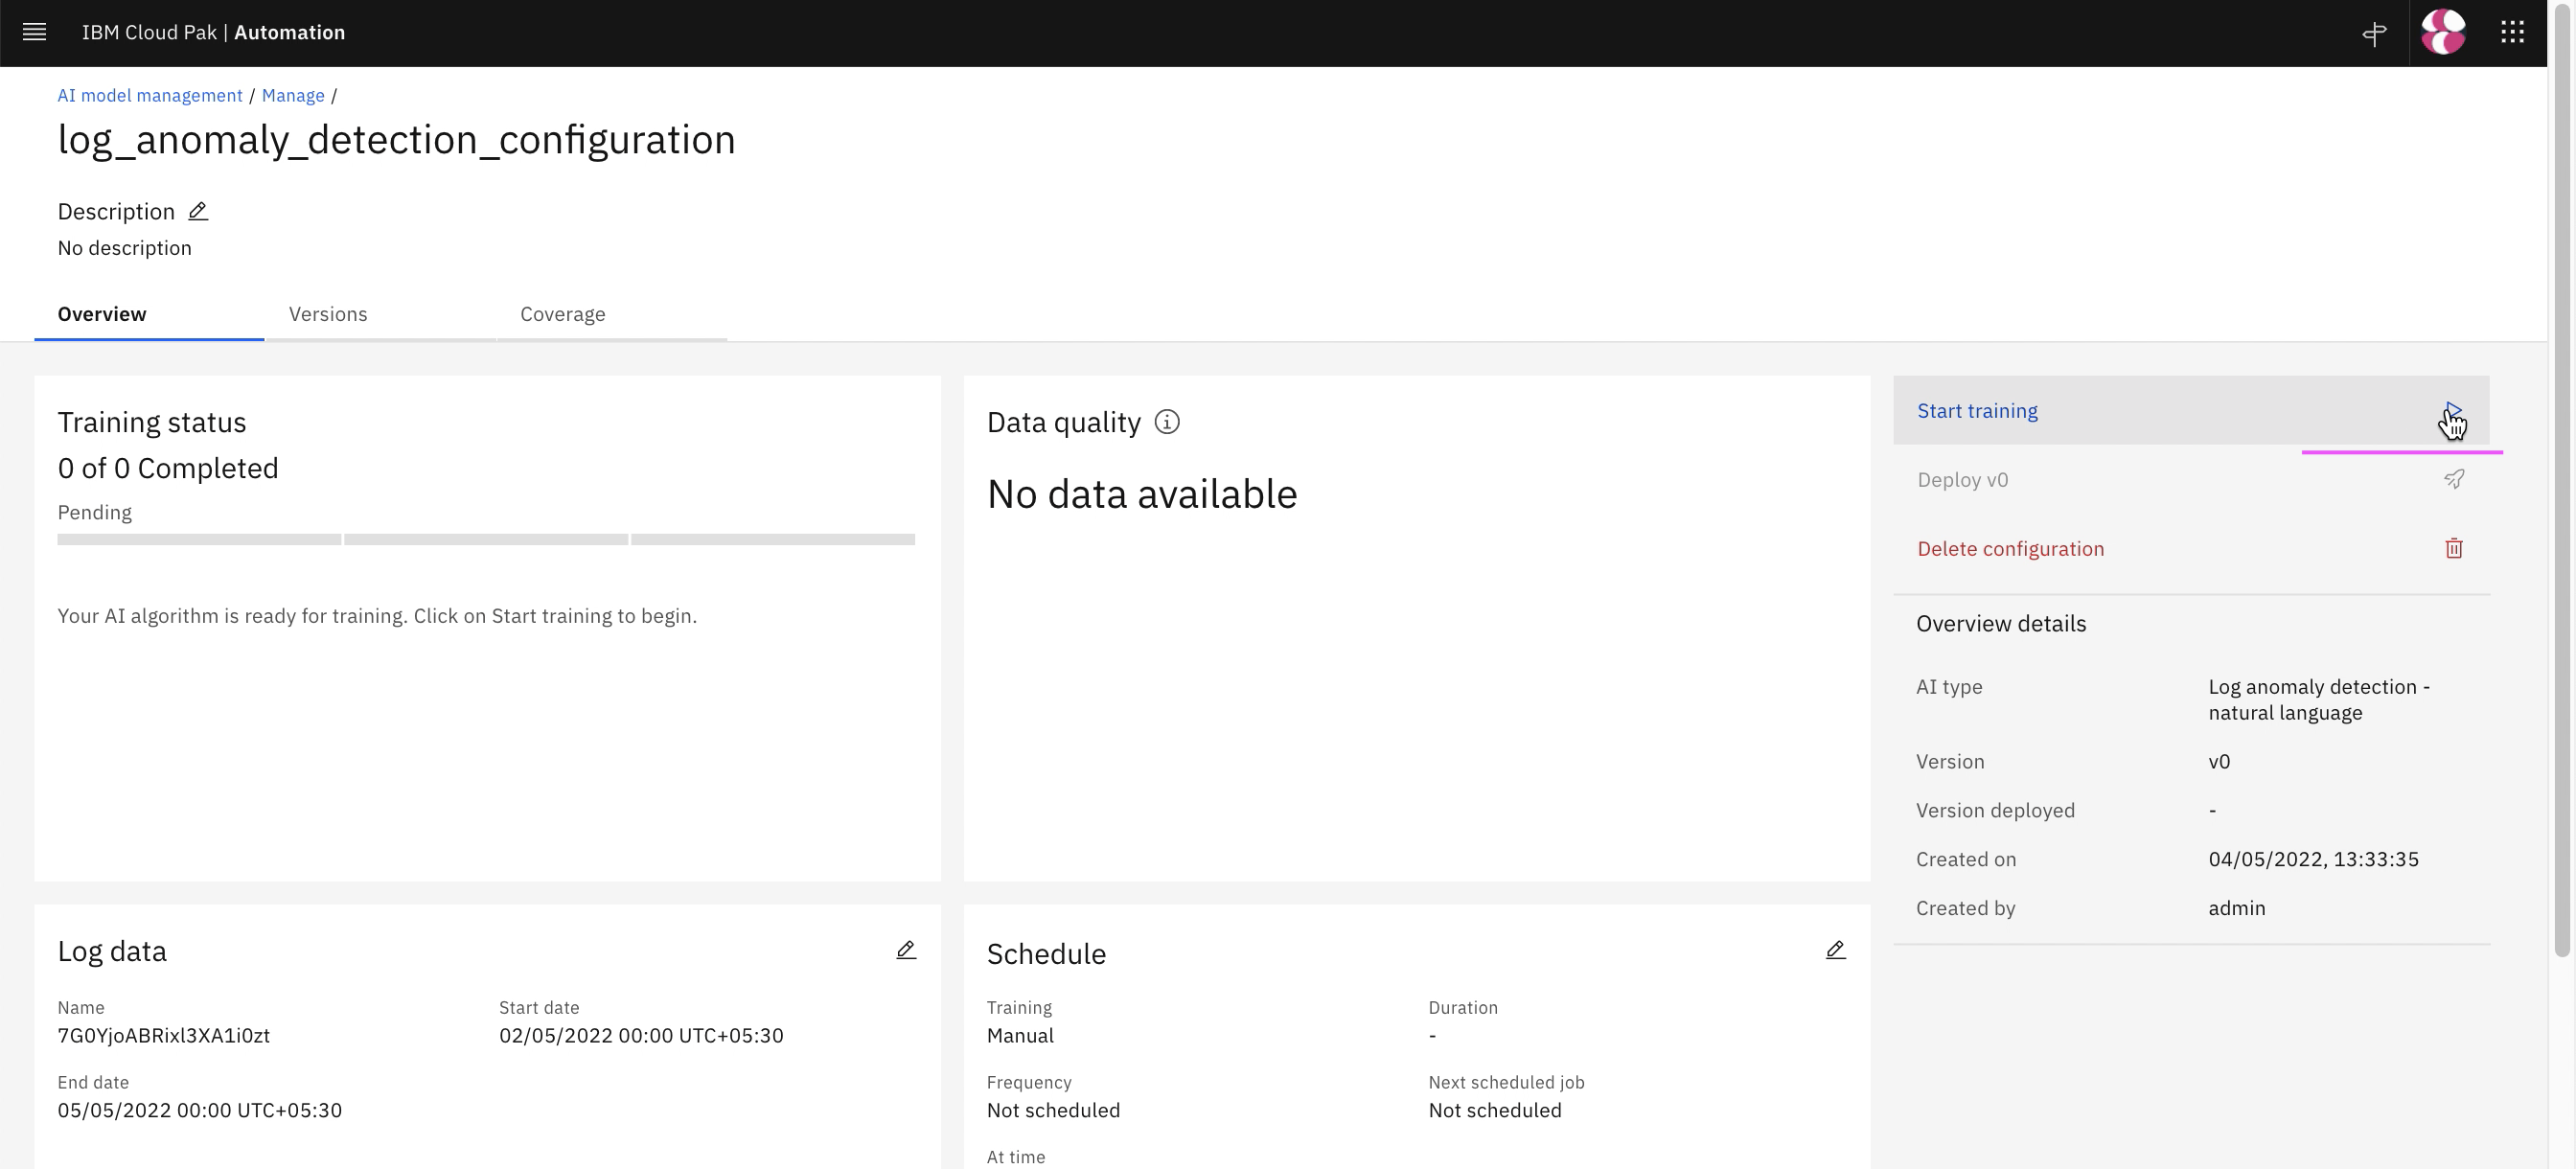 IBM Cloud Pak | Automation
AI model management / Manage /
log_anomaly_detection_configuration
Description
No description
Overview
Versions
Coverage
Training status
0 of 0 Completed
Pending
Your AI algorithm is ready for training. Click on Start training to begin.
Data quality
No data available
Start training
Deploy v0
Delete configuration
Overview details
AI type
Log anomaly detection -
natural language
Version
v0
Version deployed
-
Created on
04/05/2022, 13:33:35
Created by
admin
Log data
Name
7G0YjoABRixl3XA1i0zt
Start date
02/05/2022 00:00 UTC+05:30
End date
05/05/2022 00:00 UTC+05:30
Schedule
Training
Manual
Duration
-
Frequency
Not scheduled
Next scheduled job
Not scheduled
At time